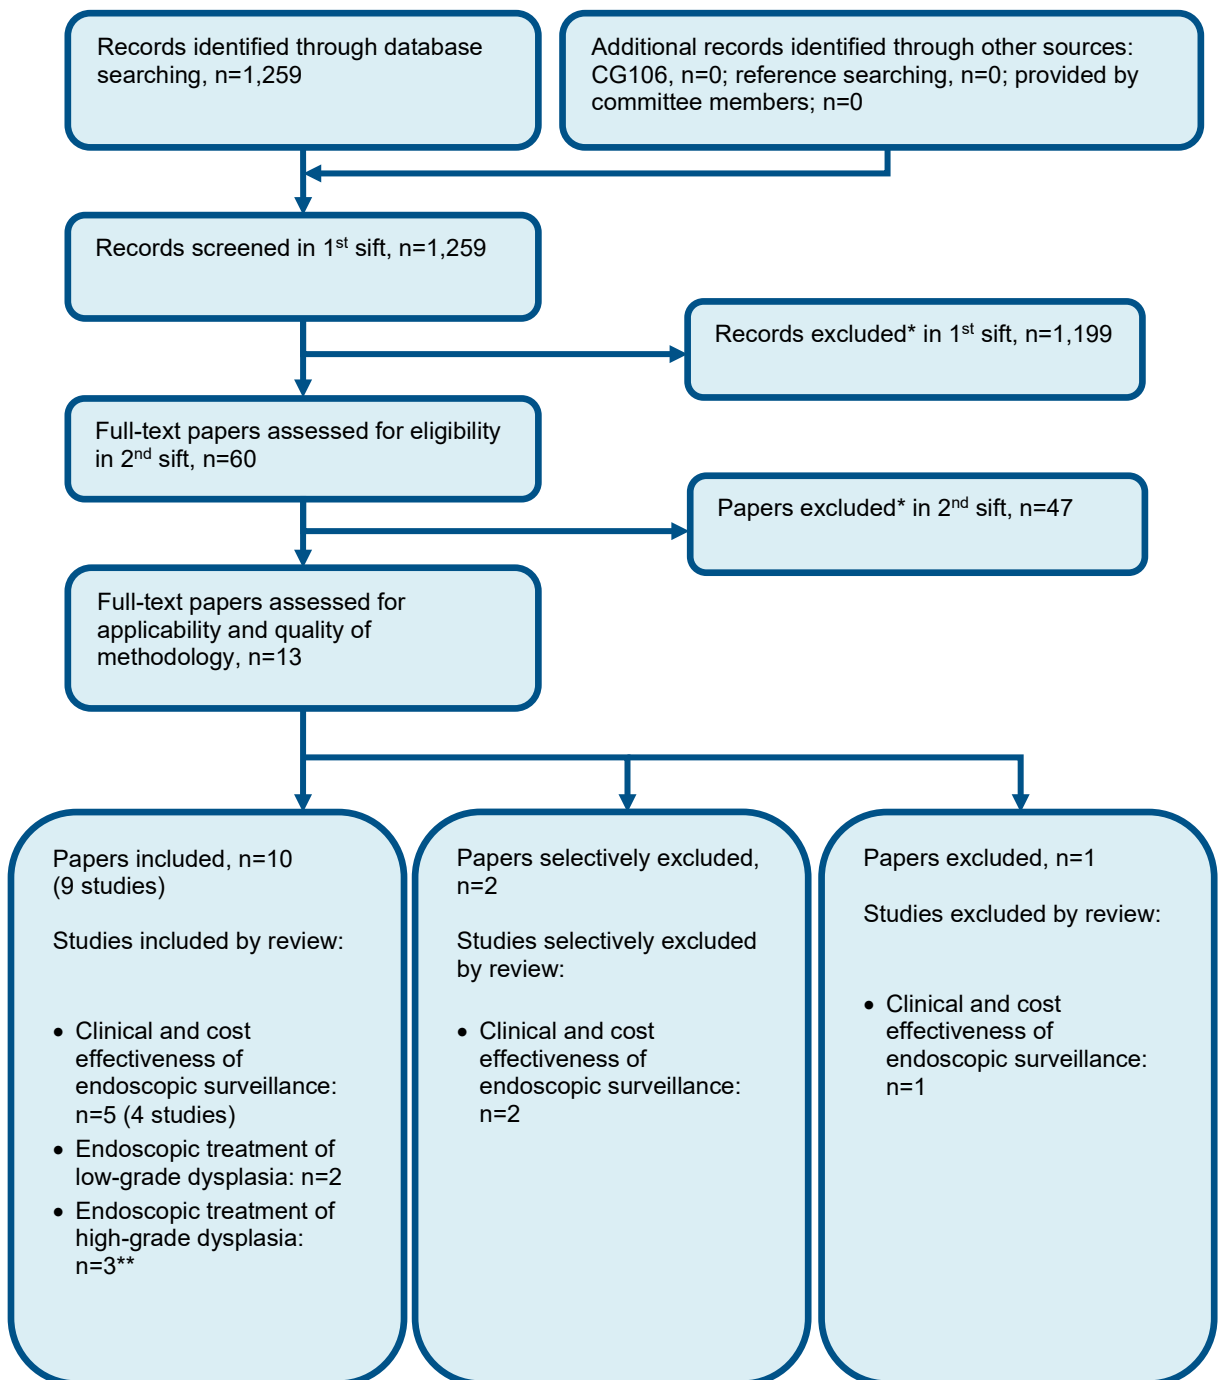 Records identified through database
searching, n=1,259
Additional records identified through other sources:
CG106, n=0; reference searching, n=0; provided by
committee members; n=0
Records screened in 1st sift, n=1,259
Records excluded* in 1st sift, n=1,199
Full-text papers assessed for eligibility
in 2nd sift, n=60
Papers excluded* in 2nd sift, n=47
Full-text papers assessed for
applicability and quality of
methodology, n=13
Papers included, n=10
(9 studies)
Studies included by review:
• Clinical and cost
effectiveness of
endoscopic surveillance:
n=5 (4 studies)
• Endoscopic treatment of
low-grade dysplasia: n=2
• Endoscopic treatment of
high-grade dysplasia:
n=3**
Papers selectively excluded,
n=2
Studies selectively excluded
by review:
• Clinical and cost
effectiveness of
endoscopic surveillance:
n=2
Papers excluded, n=1
Studies excluded by review:
• Clinical and cost
effectiveness of
endoscopic surveillance:
n=1